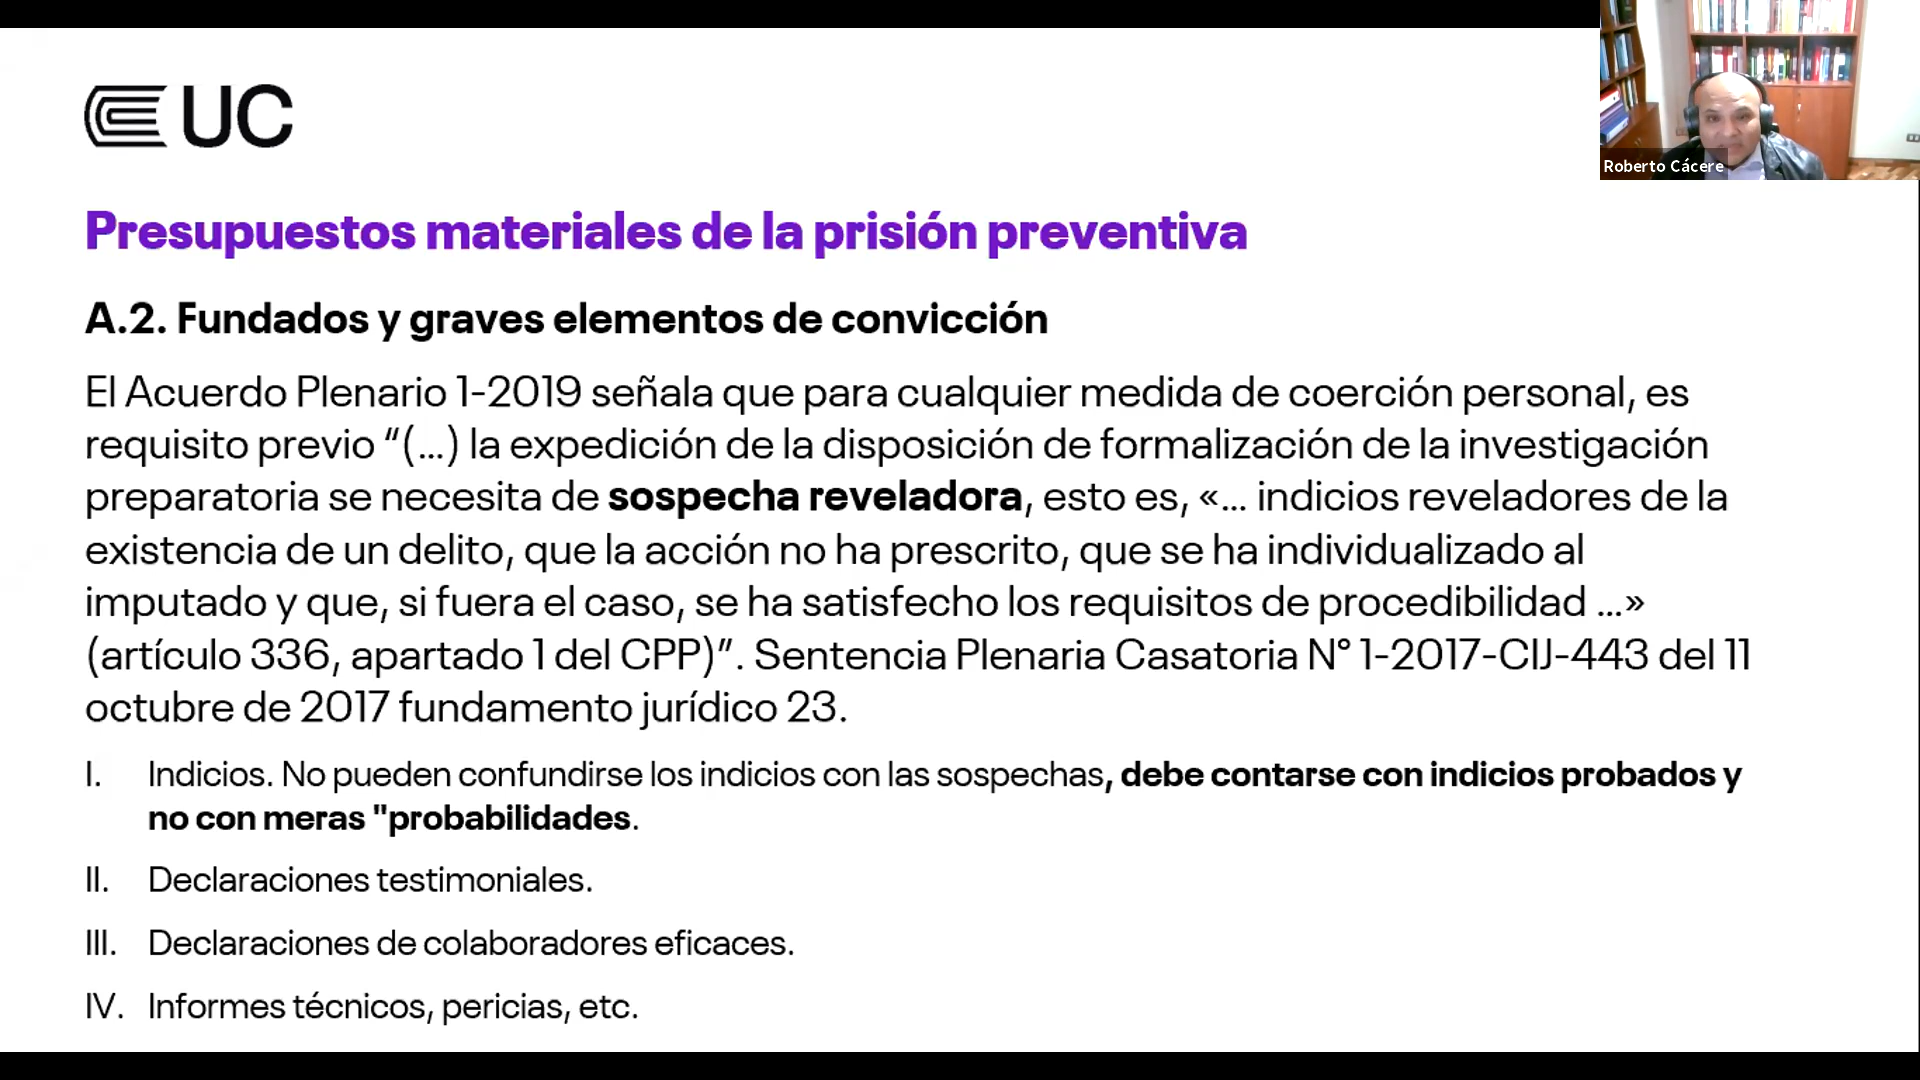 UC
Roberto Cácere
Presupuestos materiales de la prisión preventiva
A.2. Fundados y graves elementos de convicción
El Acuerdo Plenario 1-2019 señala que para cualquier medida de coerción personal, es
requisito previo “(...) la expedición de la disposición de formalización de la investigación
preparatoria se necesita de sospecha reveladora, esto es, «... indicios reveladores de la
existencia de un delito, que la acción no ha prescrito, que se ha individualizado al
imputado y que, si fuera el caso, se ha satisfecho los requisitos de procedibilidad ...»
(artículo 336, apartado 1 del CPP)”. Sentencia Plenaria Casatoria N° 1-2017-CIJ-443 del 11
octubre de 2017 fundamento jurídico 23.
I. Indicios. No pueden confundirse los indicios con las sospechas, debe contarse con indicios probados y
no con meras "probabilidades.
II. Declaraciones testimoniales.
III. Declaraciones de colaboradores eficaces.
IV. Informes técnicos, pericias, etc.